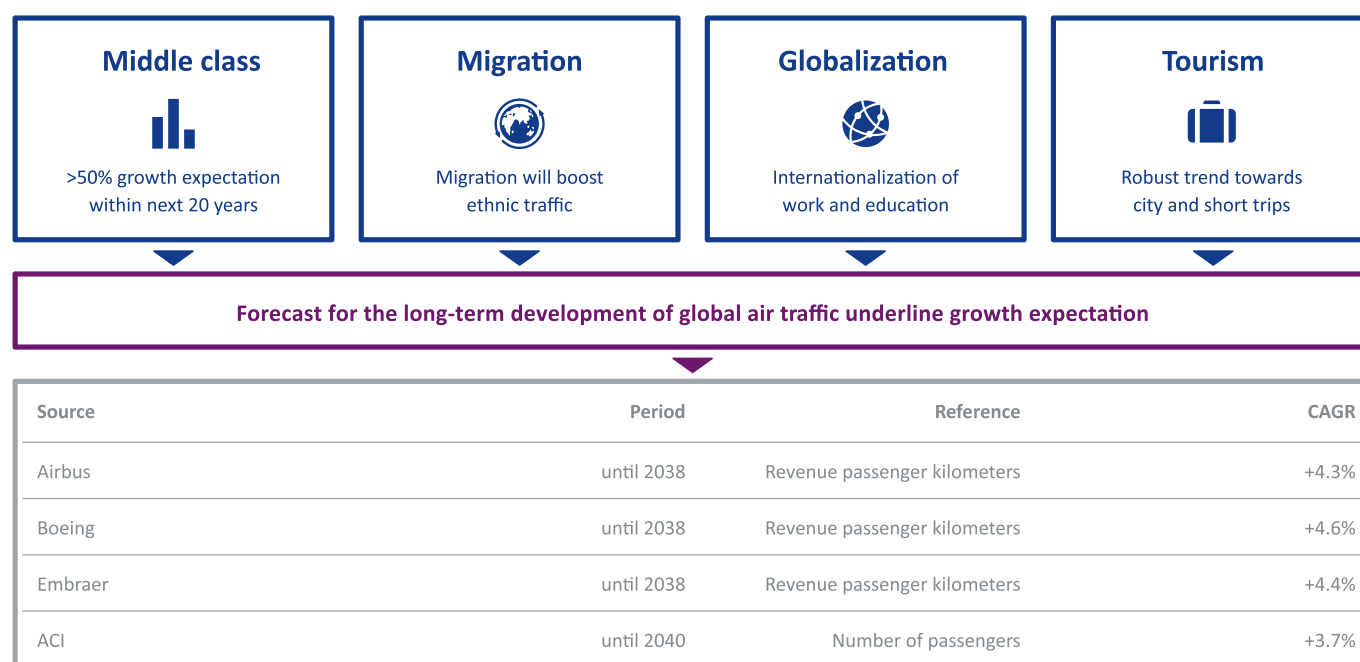 Middle class
>50% growth expectation
within next 20 years
Migration
Migration will boost
ethnic traffic
Globalization
Internationalization of
work and education
Tourism
Robust trend towards
city and short trips
Forecast for the long-term development of global air traffic underline growth expectation
Source Period Reference CAGR
Airbus until 2038 Revenue passenger kilometers +4.3%
Boeing until 2038 Revenue passenger kilometers +4.6%
Embraer until 2038 Revenue passenger kilometers +4.4%
ACI until 2040 Number of passengers +3.7%